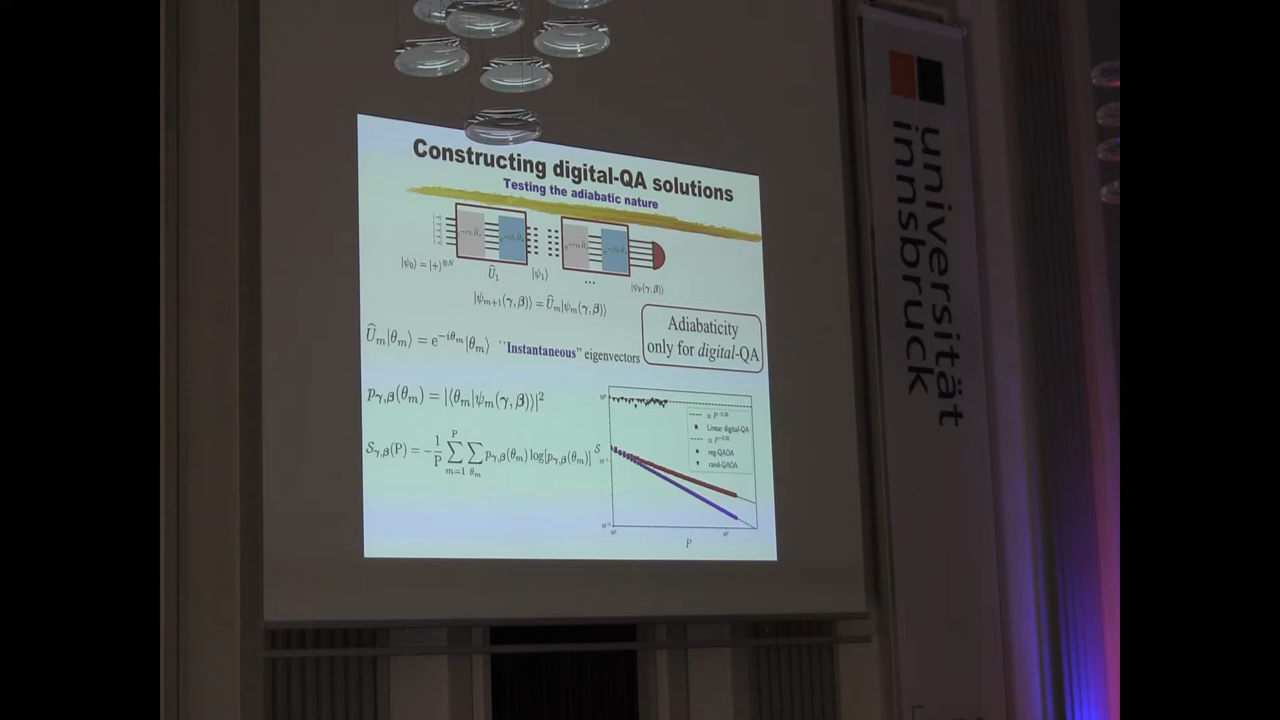 Constructing digital-QA solutions
Testing the adiabatic nature
|ψ₀⟩ = |+⟩^⊗N
Û₁
|ψ₁⟩
...
|ψ_P(γ,β)⟩
|ψ_{m+1}(γ,β)⟩ = Û_m|ψ_m(γ,β)⟩
Adiabaticity
only for digital-QA
Û_m|θ_m⟩ = e^{-iθ_m}|θ_m⟩ ``Instantaneous" eigenvectors
p_{γ,β}(θ_m) = |⟨θ_m|ψ_m(γ,β)⟩|²
S_{γ,β}(P) = -1/P ∑_{m=1}^{P} ∑_{θ_m} p_{γ,β}(θ_m) log[p_{γ,β}(θ_m)]
S
Linear digital-QA
reg-QAOA
rand-QAOA
P
universität
innsbruck